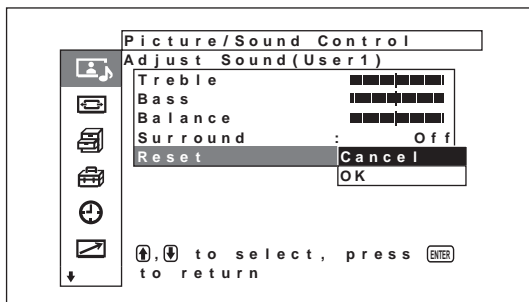 Picture/Sound Control
Adjust Sound(User1)
Treble
Bass
Balance
Surround : Off
Reset Cancel
OK
, to select, press ENTER
to return